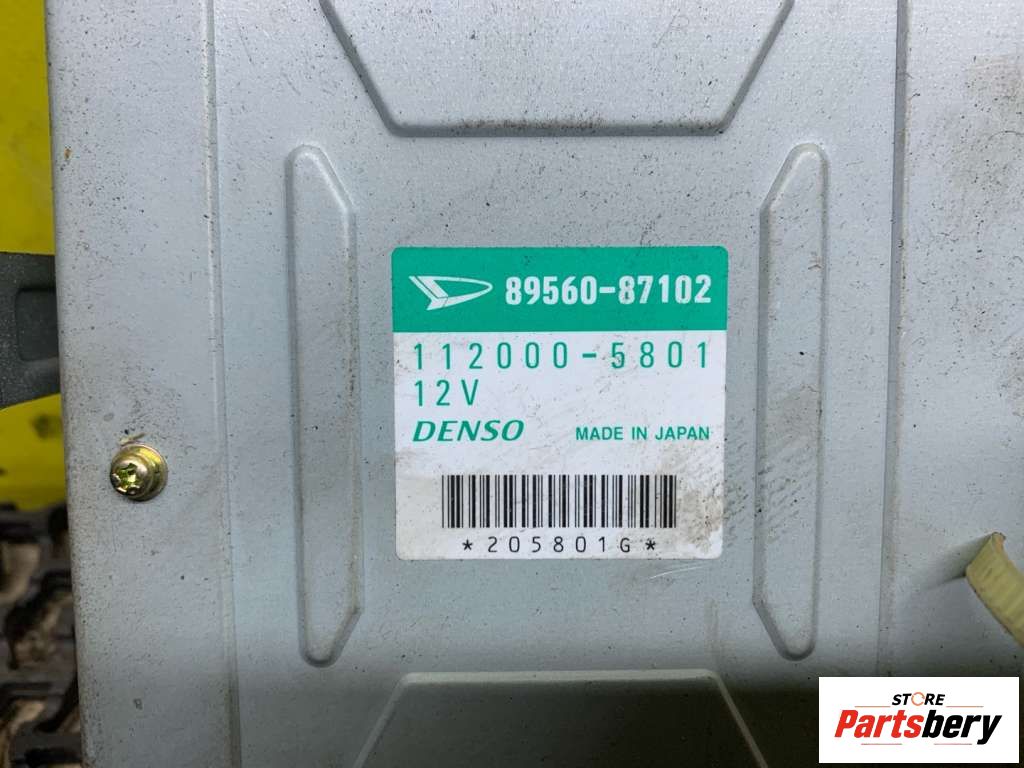 89560-87102
112000-5801
12V
DENSO MADE IN JAPAN
*205801G*
STORE
Partsbery